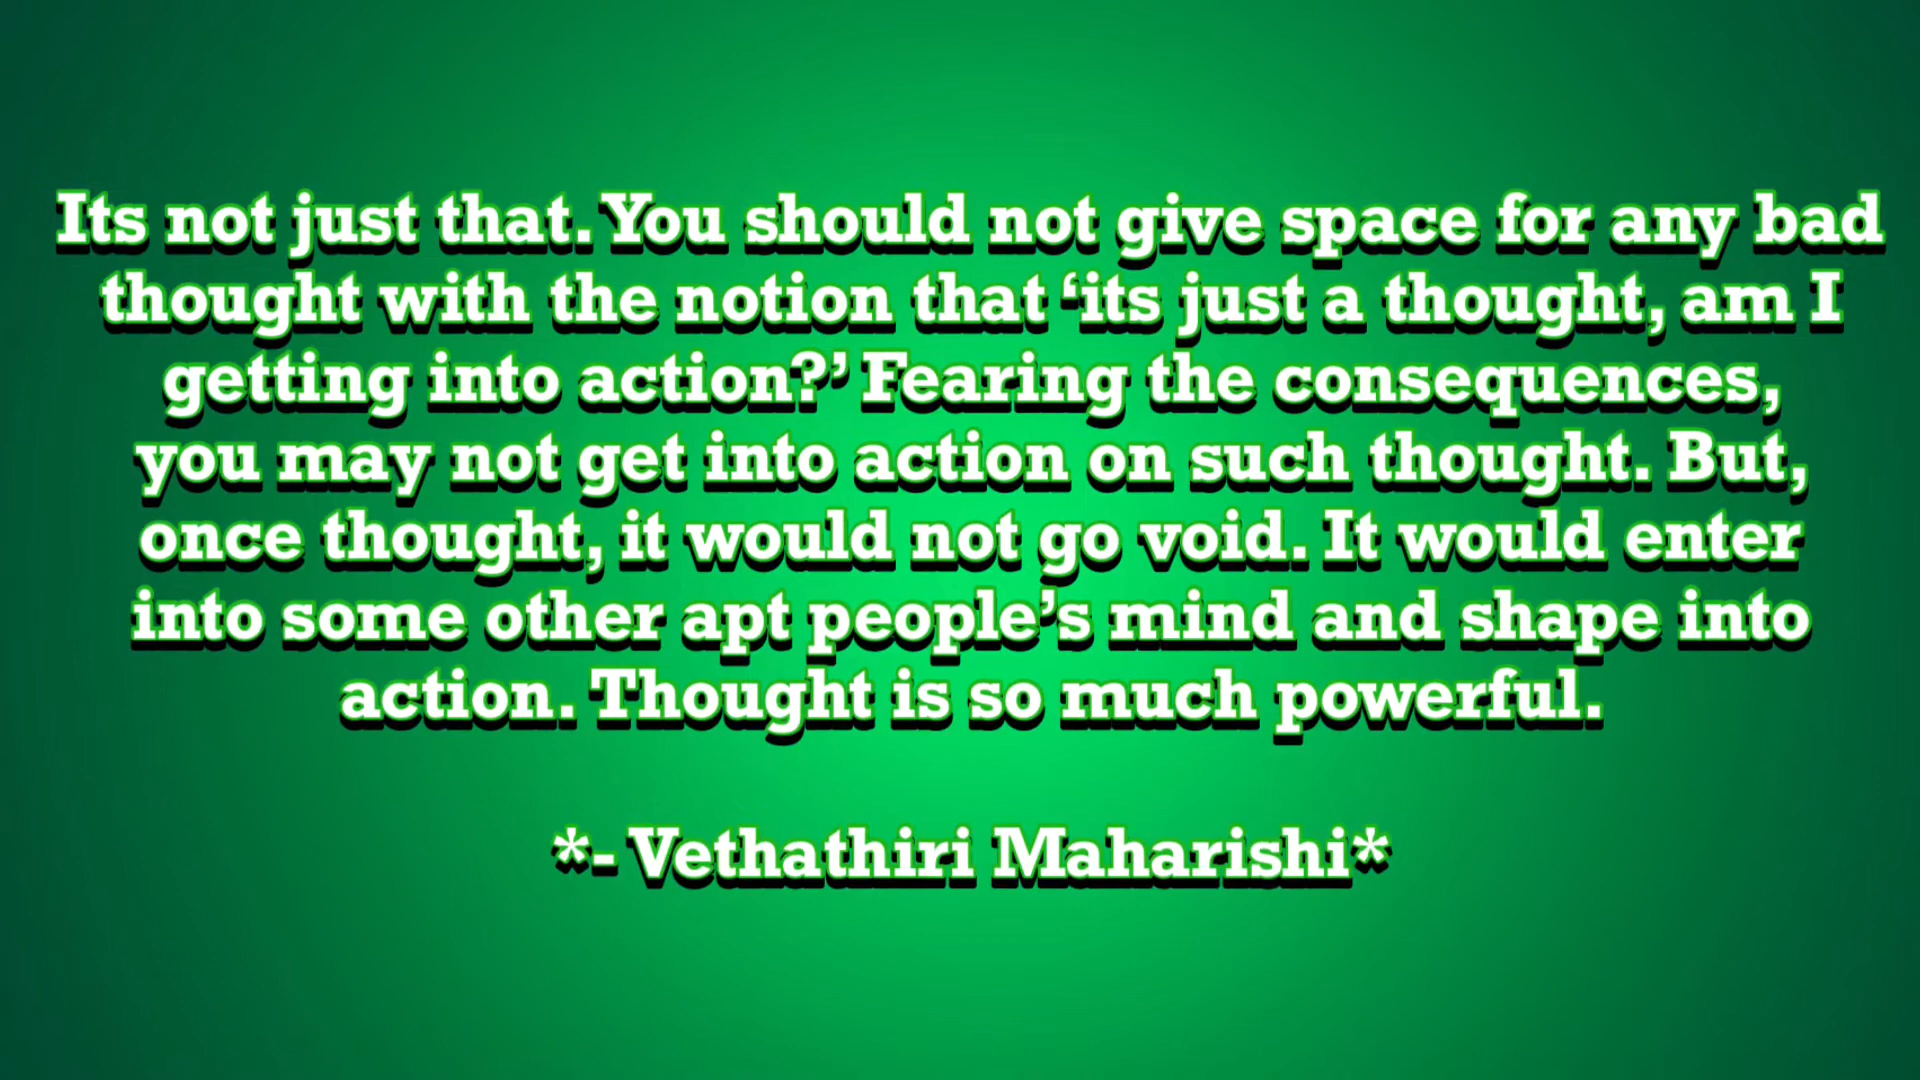 Its not just that. You should not give space for any bad
thought with the notion that ‘its just a thought, am I
getting into action?’ Fearing the consequences,
you may not get into action on such thought. But,
once thought, it would not go void. It would enter
into some other apt people’s mind and shape into
action. Thought is so much powerful.
*- Vethathiri Maharishi*